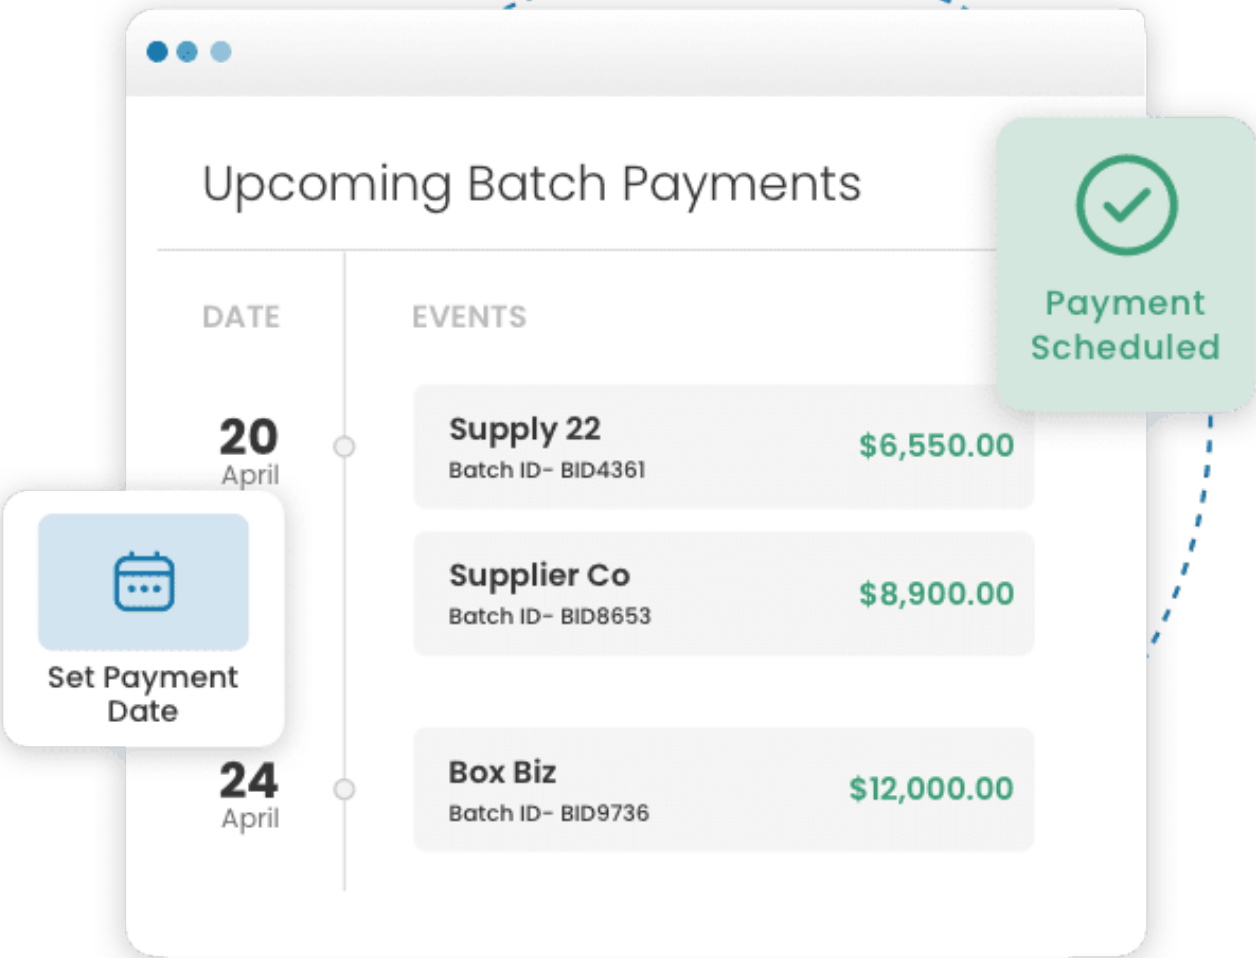 Upcoming Batch Payments
Payment
Scheduled
DATE
EVENTS
20
April
Supply 22
Batch ID- BID4361
$6,550.00
Supplier Co
Batch ID- BID8653
$8,900.00
Set Payment
Date
24
April
Box Biz
Batch ID- BID9736
$12,000.00